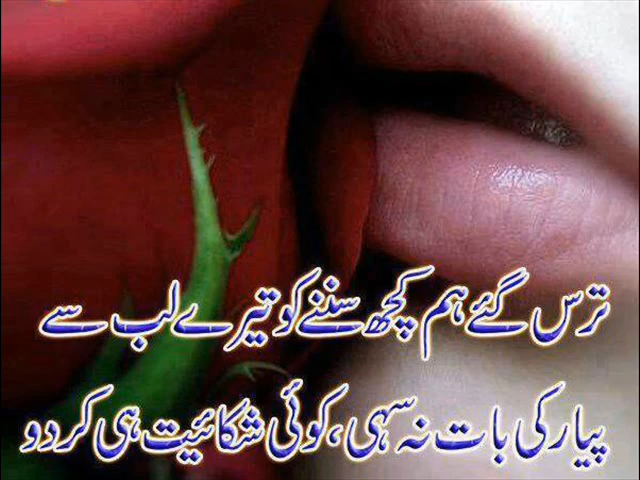 ترس گئے ہم کچھ سننے کو تیرے لب سے
پیار کی بات نہ سہی، کوئی شکائیت ہی کر دو